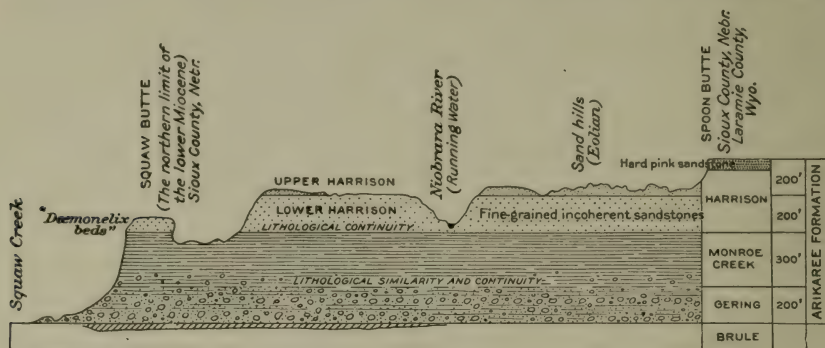 Squaw Creek
"Dæmonelix
beds"
SQUAW BUTTE
(The northern limit of
the lower Miocene)
Sioux County, Nebr.
UPPER HARRISON
LOWER HARRISON
LITHOLOGICAL CONTINUITY
Niobrara River
(Running Water)
Sand hills
(Eolian)
Fine-grained incoherent sandstones
LITHOLOGICAL SIMILARITY AND CONTINUITY
SPOON BUTTE
Sioux County, Nebr.
Laramie County,
Wyo.
Hard pink sandstone
200'
HARRISON
200'
MONROE
CREEK
300'
GERING
200'
BRULE
ARIKAREE FORMATION